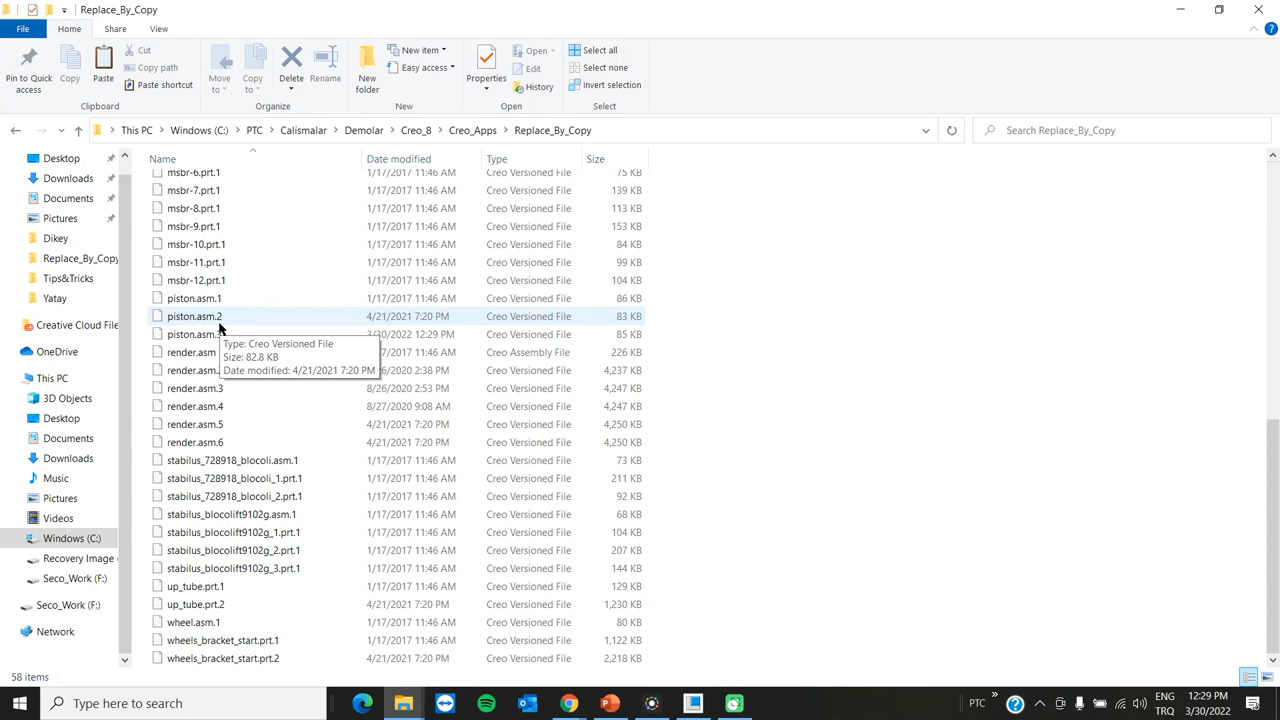 Replace_By_Copy
File Home Share View
Pin to Quick access
Copy
Paste
Cut
Copy path
Paste shortcut
Clipboard
Move to
Copy to
Delete
Rename
Organize
New folder
New item
Easy access
New
Properties
Open
Edit
History
Open
Select all
Select none
Invert selection
Select
This PC Windows (C:) PTC Calismalar Demolar Creo_8 Creo_Apps Replace_By_Copy
Search Replace_By_Copy
Desktop
Downloads
Documents
Pictures
Dikey
Replace_By_Copy
Tips&Tricks
Yatay
Creative Cloud File
OneDrive
This PC
3D Objects
Desktop
Documents
Downloads
Music
Pictures
Videos
Windows (C:)
Recovery Image
Seco_Work (F:)
Seco_Work (F:)
Network
Name Date modified Type Size
msbr-6.prt.1 1/17/2017 11:46 AM Creo Versioned File 75 KB
msbr-7.prt.1 1/17/2017 11:46 AM Creo Versioned File 139 KB
msbr-8.prt.1 1/17/2017 11:46 AM Creo Versioned File 113 KB
msbr-9.prt.1 1/17/2017 11:46 AM Creo Versioned File 153 KB
msbr-10.prt.1 1/17/2017 11:46 AM Creo Versioned File 84 KB
msbr-11.prt.1 1/17/2017 11:46 AM Creo Versioned File 99 KB
msbr-12.prt.1 1/17/2017 11:46 AM Creo Versioned File 104 KB
piston.asm.1 1/17/2017 11:46 AM Creo Versioned File 86 KB
piston.asm.2 4/21/2021 7:20 PM Creo Versioned File 83 KB
piston.asm. 3/30/2022 12:29 PM Creo Versioned File 85 KB
render.asm 7/2017 11:46 AM Creo Assembly File 226 KB
render.asm. 6/2020 2:38 PM Creo Versioned File 4,237 KB
render.asm.3 8/26/2020 2:53 PM Creo Versioned File 4,247 KB
render.asm.4 8/27/2020 9:08 AM Creo Versioned File 4,247 KB
render.asm.5 4/21/2021 7:20 PM Creo Versioned File 4,250 KB
render.asm.6 4/21/2021 7:20 PM Creo Versioned File 4,250 KB
stabilus_728918_blocoli.asm.1 1/17/2017 11:46 AM Creo Versioned File 73 KB
stabilus_728918_blocoli_1.prt.1 1/17/2017 11:46 AM Creo Versioned File 211 KB
stabilus_728918_blocoli_2.prt.1 1/17/2017 11:46 AM Creo Versioned File 92 KB
stabilus_blocolift9102g.asm.1 1/17/2017 11:46 AM Creo Versioned File 68 KB
stabilus_blocolift9102g_1.prt.1 1/17/2017 11:46 AM Creo Versioned File 104 KB
stabilus_blocolift9102g_2.prt.1 1/17/2017 11:46 AM Creo Versioned File 207 KB
stabilus_blocolift9102g_3.prt.1 1/17/2017 11:46 AM Creo Versioned File 144 KB
up_tube.prt.1 1/17/2017 11:46 AM Creo Versioned File 129 KB
up_tube.prt.2 4/21/2021 7:20 PM Creo Versioned File 1,230 KB
wheel.asm.1 1/17/2017 11:46 AM Creo Versioned File 80 KB
wheels_bracket_start.prt.1 1/17/2017 11:46 AM Creo Versioned File 1,122 KB
wheels_bracket_start.prt.2 4/21/2021 7:20 PM Creo Versioned File 2,218 KB
Type: Creo Versioned File
Size: 82.8 KB
Date modified: 4/21/2021 7:20 PM
58 items
Type here to search
PTC
ENG
TRQ
12:29 PM
3/30/2022